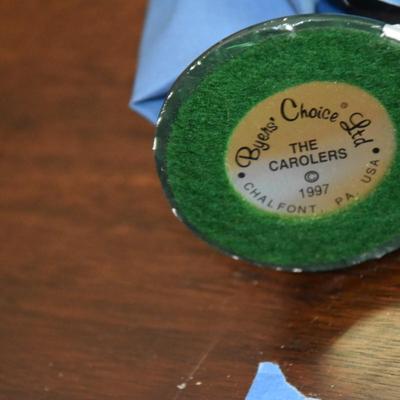 Byers' Choice® Ltd
THE
CAROLERS
©
1997
• CHALFONT, PA. USA •